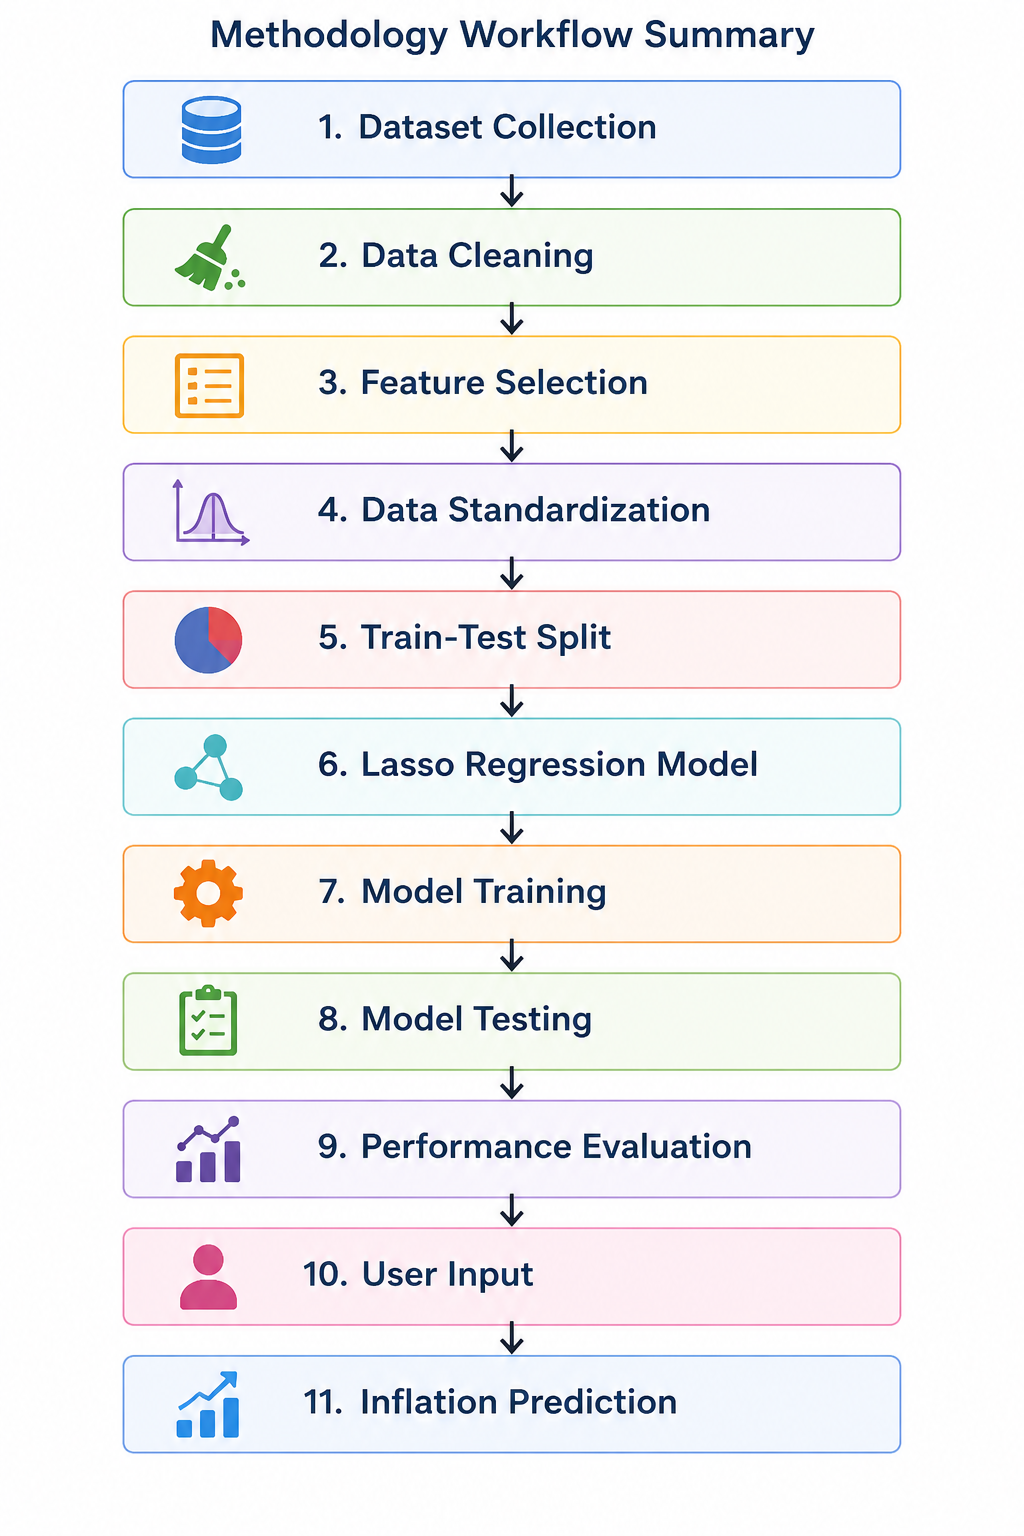 Methodology Workflow Summary
1. Dataset Collection
2. Data Cleaning
3. Feature Selection
4. Data Standardization
5. Train-Test Split
6. Lasso Regression Model
7. Model Training
8. Model Testing
9. Performance Evaluation
10. User Input
11. Inflation Prediction